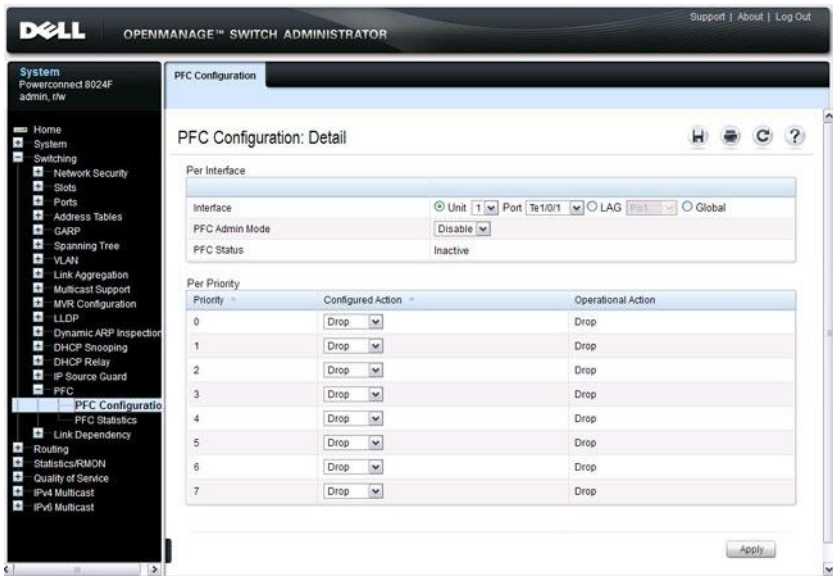 Support | About | Log Out
DELL OPENMANAGE™ SWITCH ADMINISTRATOR
System
Powerconnect 8024F
admin, r/w
PFC Configuration
Home
System
Switching
Network Security
Slots
Ports
Address Tables
GARP
Spanning Tree
VLAN
Link Aggregation
Multicast Support
MVR Configuration
LLDP
Dynamic ARP Inspection
DHCP Snooping
DHCP Relay
IP Source Guard
PFC
PFC Configuratio
PFC Statistics
Link Dependency
Routing
Statistics/RMON
Quality of Service
IPv4 Multicast
IPv6 Multicast
PFC Configuration: Detail
Per Interface
Interface Unit 1 Port Te1/0/1 LAG Po1 Global
PFC Admin Mode Disable
PFC Status Inactive
Per Priority
Priority Configured Action Operational Action
0 Drop Drop
1 Drop Drop
2 Drop Drop
3 Drop Drop
4 Drop Drop
5 Drop Drop
6 Drop Drop
7 Drop Drop
Apply